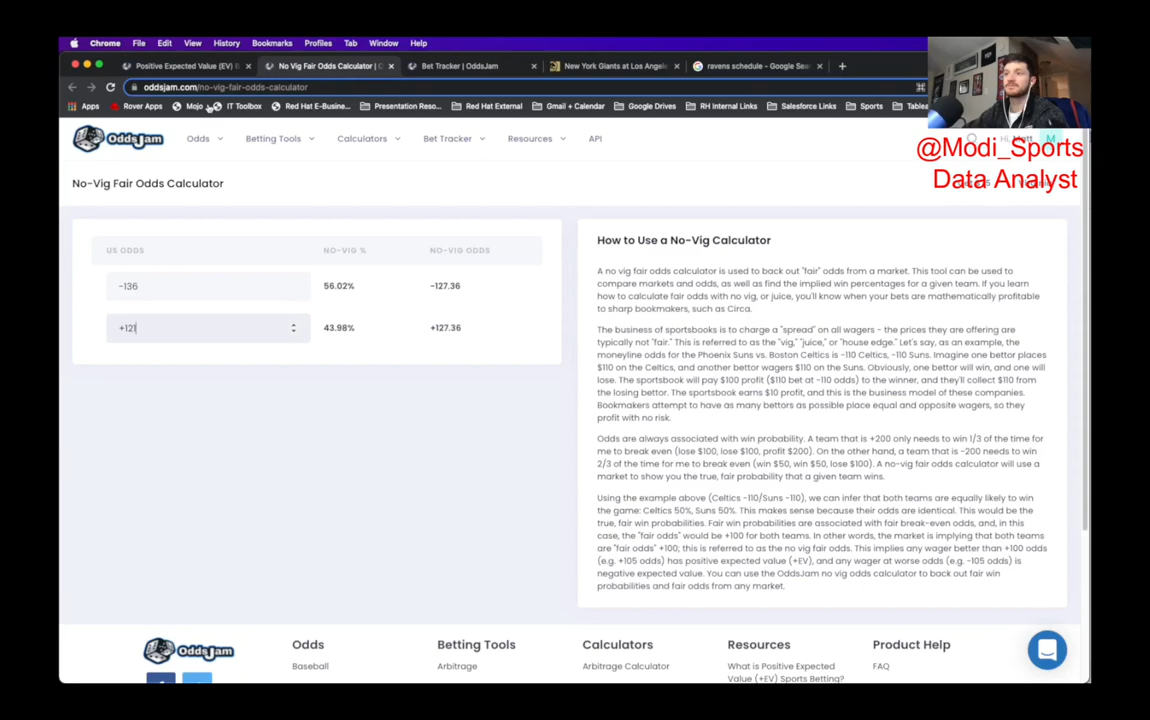 Chrome File Edit View History Bookmarks Profiles Tab Window Help
Positive Expected Value (EV) B
No Vig Fair Odds Calculator | O
Bet Tracker | OddsJam
New York Giants at Los Angele
ravens schedule - Google Sea
oddsjam.com/no-vig-fair-odds-calculator
Apps Rover Apps Mojo IT Toolbox Red Hat E-Busine... Presentation Reso... Red Hat External Gmail + Calendar Google Drives RH Internal Links Salesforce Links Sports Tablea
OddsJam Odds Betting Tools Calculators Bet Tracker Resources API
@Modi_Sports
Data Analyst
No-Vig Fair Odds Calculator
US ODDS NO-VIG % NO-VIG ODDS
-136 56.02% -127.36
+121 43.98% +127.36
How to Use a No-Vig Calculator
A no vig fair odds calculator is used to back out "fair" odds from a market. This tool can be used to
compare markets and odds, as well as find the implied win percentages for a given team. If you learn
how to calculate fair odds with no vig, or juice, you'll know when your bets are mathematically profitable
to sharp bookmakers, such as Circa.
The business of sportsbooks is to charge a "spread" on all wagers - the prices they are offering are
typically not "fair." This is referred to as the "vig," "juice," or "house edge." Let's say, as an example, the
moneyline odds for the Phoenix Suns vs. Boston Celtics is -110 Celtics, -110 Suns. Imagine one bettor places
$110 on the Celtics, and another bettor wagers $110 on the Suns. Obviously, one bettor will win, and one will
lose. The sportsbook will pay $100 profit ($110 bet at -110 odds) to the winner, and they'll collect $110 from
the losing bettor. The sportsbook earns $10 profit, and this is the business model of these companies.
Bookmakers attempt to have as many bettors as possible place equal and opposite wagers, so they
profit with no risk.
Odds are always associated with win probability. A team that is +200 only needs to win 1/3 of the time for
me to break even (lose $100, lose $100, profit $200). On the other hand, a team that is -200 needs to win
2/3 of the time for me to break even (win $50, win $50, lose $100). A no-vig fair odds calculator will use a
market to show you the true, fair probability that a given team wins.
Using the example above (Celtics -110/Suns -110), we can infer that both teams are equally likely to win
the game: Celtics 50%, Suns 50%. This makes sense because their odds are identical. This would be the
true, fair win probabilities. Fair win probabilities are associated with fair break-even odds, and, in this
case, the "fair odds" would be +100 for both teams. In other words, the market is implying that both teams
are "fair odds" +100; this is referred to as the no vig fair odds. This implies any wager better than +100 odds
(e.g. +105 odds) has positive expected value (+EV), and any wager at worse odds (e.g. -105 odds) is
negative expected value. You can use the OddsJam no vig odds calculator to back out fair win
probabilities and fair odds from any market.
OddsJam Odds Betting Tools Calculators Resources Product Help
Baseball Arbitrage Arbitrage Calculator What is Positive Expected FAQ
Value (+EV) Sports Betting?